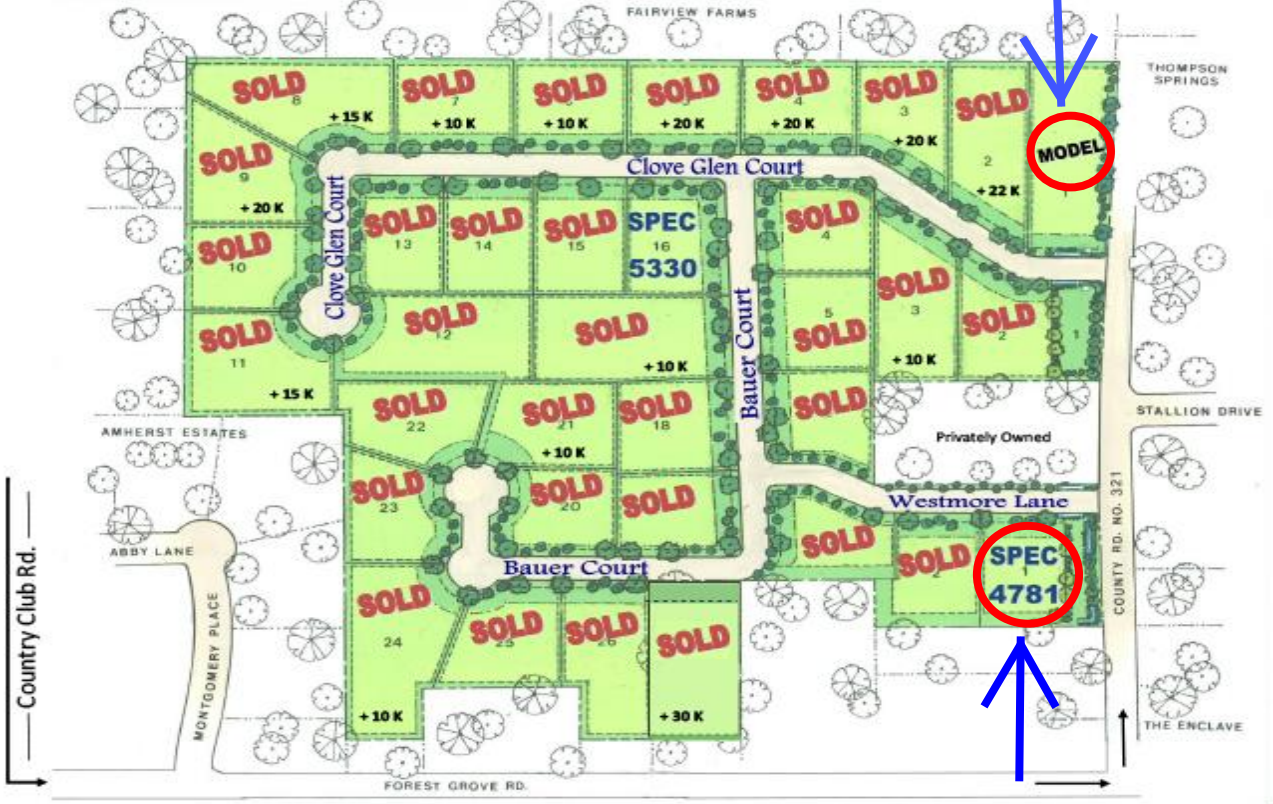 FAIRVIEW FARMS
THOMPSON
SPRINGS
SOLD
8
+ 15 K
SOLD
7
+ 10 K
SOLD
+ 10 K
SOLD
+ 20 K
SOLD
4
+ 20 K
SOLD
3
+ 20 K
SOLD
2
+ 22 K
MODEL
Clove Glen Court
SOLD
9
+ 20 K
Clove Glen Court
SOLD
13
SOLD
14
SOLD
15
SPEC
16
5330
SOLD
4
SOLD
10
SOLD
3
+ 10 K
SOLD
5
SOLD
2
1
SOLD
11
+ 15 K
SOLD
12
SOLD
+ 10 K
Bauer Court
SOLD
STALLION DRIVE
AMHERST ESTATES
SOLD
22
SOLD
21
+ 10 K
SOLD
18
Privately Owned
SOLD
23
SOLD
20
SOLD
Westmore Lane
COUNTY RD. NO. 321
ABBY LANE
Bauer Court
SOLD
SOLD
SPEC
1
4781
Country Club Rd.
MONTGOMERY PLACE
SOLD
24
+ 10 K
SOLD
25
SOLD
26
SOLD
+ 30 K
THE ENCLAVE
FOREST GROVE RD.